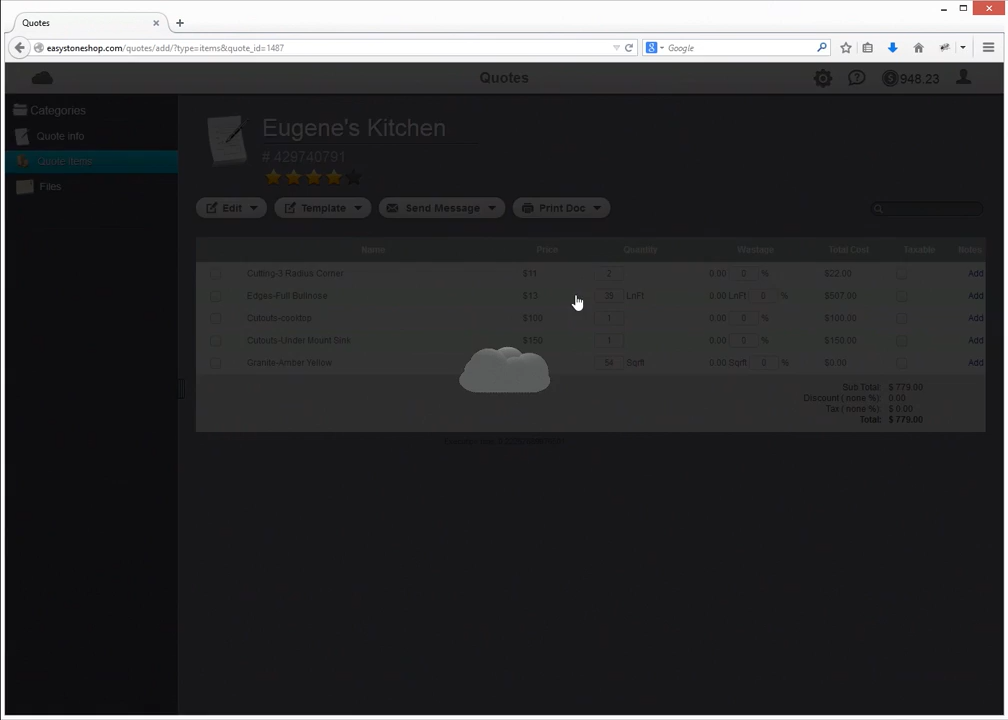 Quotes
easystoneshop.com/quotes/add/?type=items&quote_id=1487
Google
Quotes
948.23
Categories
Quote info
Quote items
Files
Eugene's Kitchen
# 429740791
Edit
Template
Send Message
Print Doc
Name Price Quantity Wastage Total Cost Taxable Notes
Cutting-3 Radius Corner $11 2 0.00 0 % $22.00 Add
Edges-Full Bullnose $13 LnFt 0.00 LnFt 0 % $507.00 Add
Cutouts-cooktop $100 1 0.00 0 % $100.00 Add
Cutouts-Under Mount Sink $150 1 0.00 0 % $150.00 Add
Granite-Amber Yellow 54 Sqrft 0.00 Sqrft 0 % $0.00 Add
Sub Total: $ 779.00
Discount ( none %): 0.00
Tax ( none %): $ 0.00
Total: $ 779.00